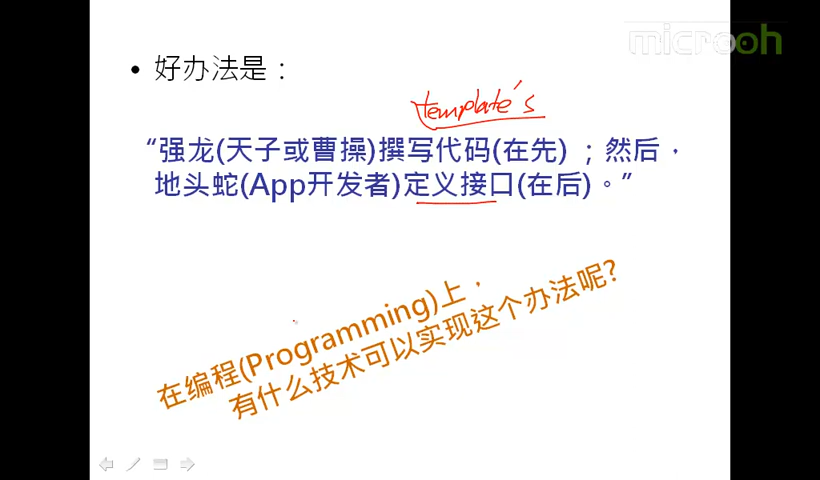 microoh
• 好办法是：
template's
“强龙(天子或曹操)撰写代码(在先) ；然后，
地头蛇(App开发者)定义接口(在后)。”
在编程(Programming)上，
有什么技术可以实现这个办法呢?